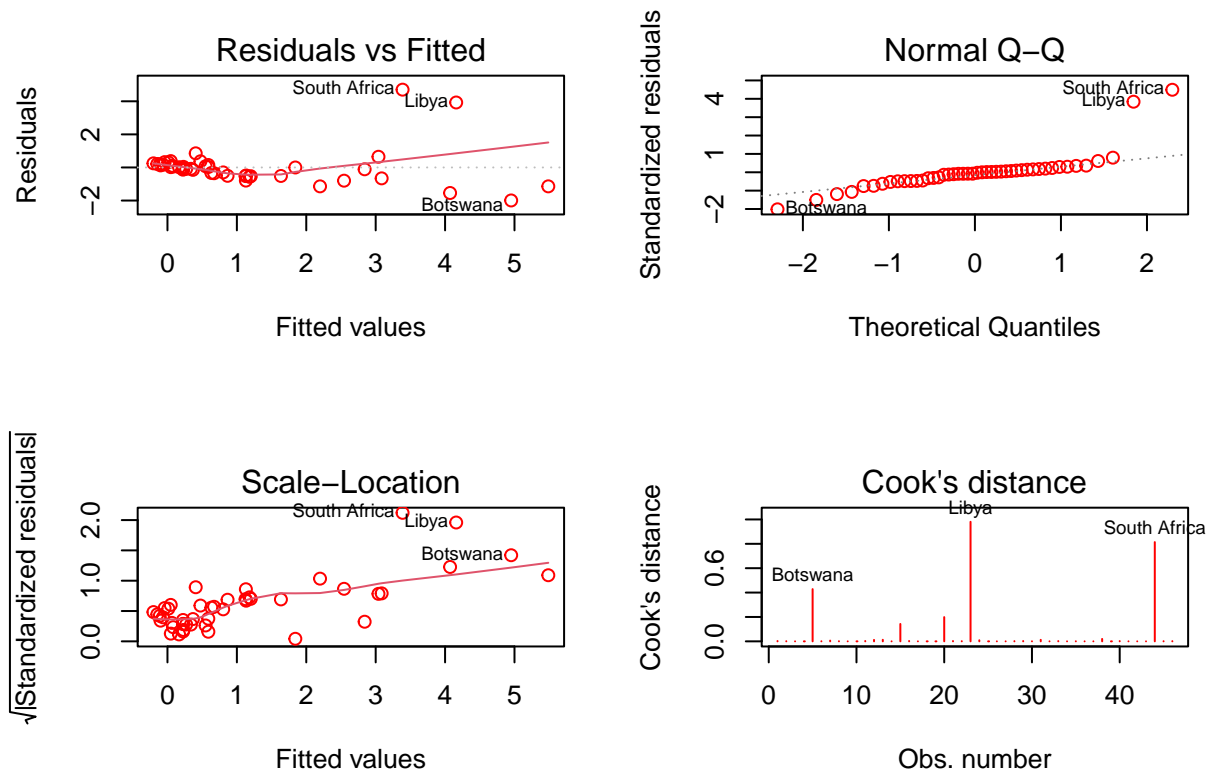 Residuals vs Fitted
Residuals
−2
2
South Africa
Libya
Botswana
0 1 2 3 4 5
Fitted values
Normal Q−Q
Standardized residuals
−2
1
4
South Africa
Libya
Botswana
−2 −1 0 1 2
Theoretical Quantiles
Scale−Location
√|Standardized residuals|
0.0
1.0
2.0
South Africa
Libya
Botswana
0 1 2 3 4 5
Fitted values
Cook's distance
Cook's distance
0.0
0.6
Libya
South Africa
Botswana
0 10 20 30 40
Obs. number